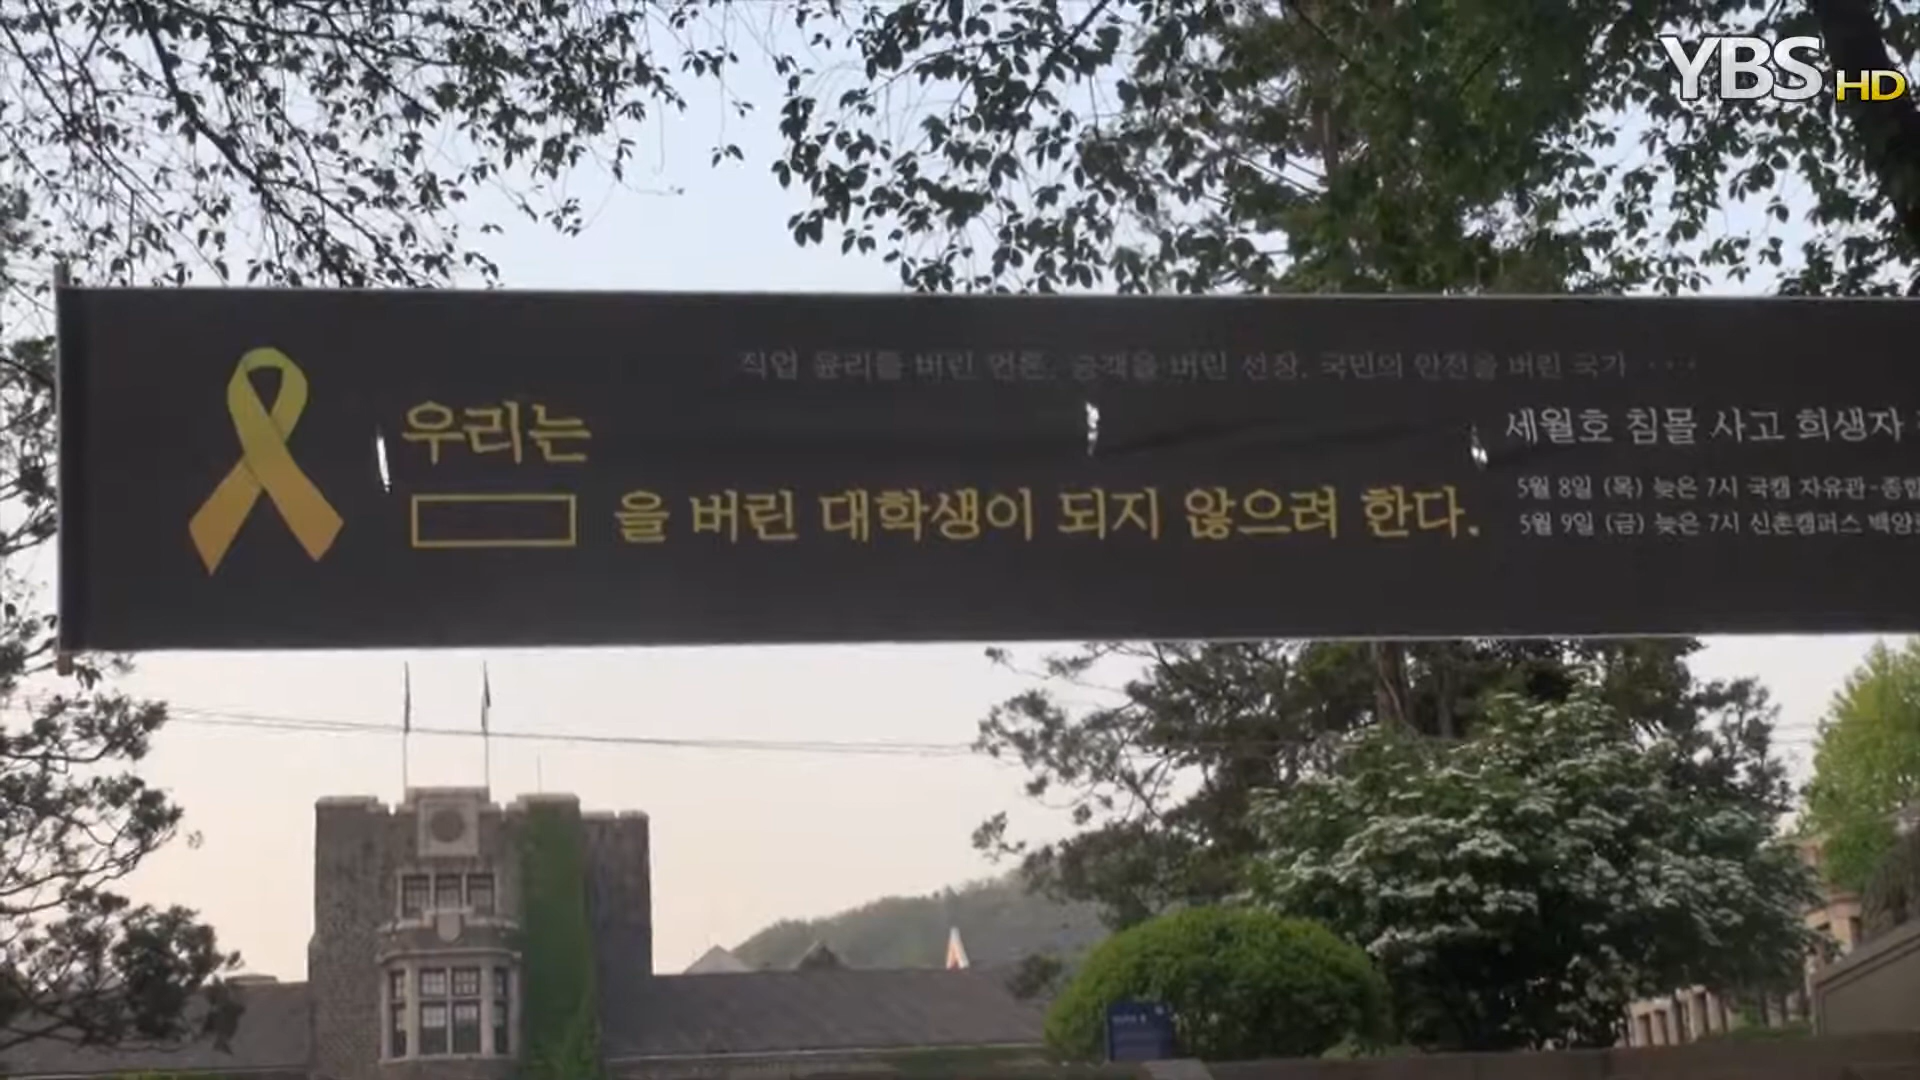 YBS HD
직업 윤리를 버린 언론, 승객을 버린 선장, 국민의 안전을 버린 국가 ····
우리는
을 버린 대학생이 되지 않으려 한다.
세월호 침몰 사고 희생자
5월 8일 (목) 늦은 7시 국캠 자유관-종합
5월 9일 (금) 늦은 7시 신촌캠퍼스 백양